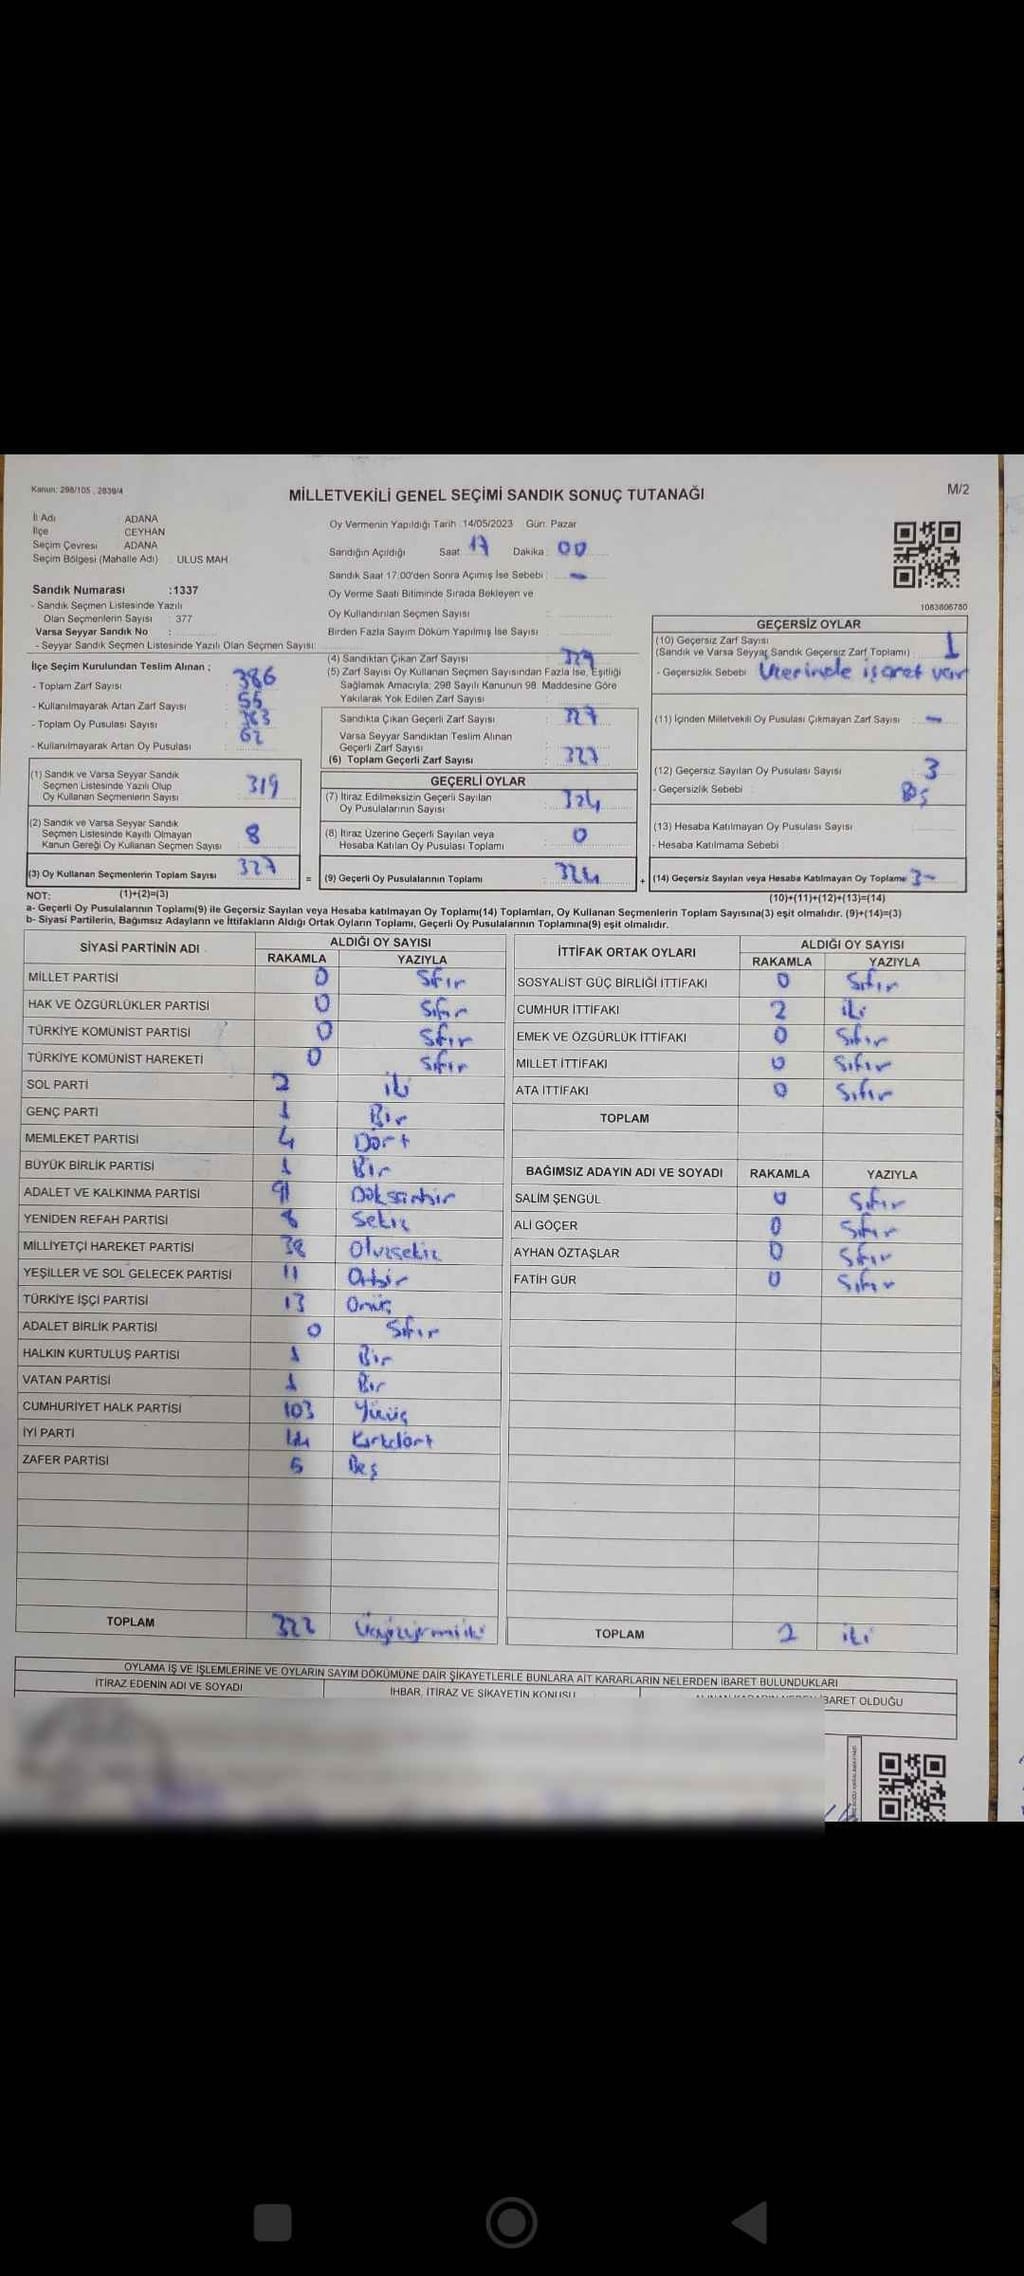 Kanun: 298/105 , 2839/4
MİLLETVEKİLİ GENEL SEÇİMİ SANDIK SONUÇ TUTANAĞI
M/2
İl Adı : ADANA
İlçe : CEYHAN
Seçim Çevresi : ADANA
Seçim Bölgesi (Mahalle Adı) : ULUS MAH
Sandık Numarası :1337
- Sandık Seçmen Listesinde Yazılı
Olan Seçmenlerin Sayısı : 377
Varsa Seyyar Sandık No :
- Seyyar Sandık Seçmen Listesinde Yazılı Olan Seçmen Sayısı:
Oy Vermenin Yapıldığı Tarih :14/05/2023 Gün: Pazar
Sandığın Açıldığı Saat: 17 Dakika: 00
Sandık Saat 17:00'den Sonra Açımış İse Sebebi : -
Oy Verme Saati Bitiminde Sırada Bekleyen ve
Oy Kullandırılan Seçmen Sayısı :
Birden Fazla Sayım Döküm Yapılmış İse Sayısı :
1083806780
İlçe Seçim Kurulundan Teslim Alınan ;
- Toplam Zarf Sayısı : 386
- Kullanılmayarak Artan Zarf Sayısı : 55
- Toplam Oy Pusulası Sayısı : 383
- Kullanılmayarak Artan Oy Pusulası : 62
(1) Sandık ve Varsa Seyyar Sandık
Seçmen Listesinde Yazılı Olup
Oy Kullanan Seçmenlerin Sayısı 319
(2) Sandık ve Varsa Seyyar Sandık
Seçmen Listesinde Kayıtlı Olmayan
Kanun Gereği Oy Kullanan Seçmen Sayısı 8
(3) Oy Kullanan Seçmenlerin Toplam Sayısı 327
(4) Sandıktan Çıkan Zarf Sayısı 327
(5) Zarf Sayısı Oy Kullanan Seçmen Sayısından Fazla İse, Eşitliği
Sağlamak Amacıyla; 298 Sayılı Kanunun 98. Maddesine Göre
Yakılarak Yok Edilen Zarf Sayısı :
Sandıkta Çıkan Geçerli Zarf Sayısı : 327
Varsa Seyyar Sandıktan Teslim Alınan
Geçerli Zarf Sayısı :
(6) Toplam Geçerli Zarf Sayısı : 327
GEÇERLİ OYLAR
(7) İtiraz Edilmeksizin Geçerli Sayılan
Oy Pusulalarının Sayısı : 324
(8) İtiraz Üzerine Geçerli Sayılan veya
Hesaba Katılan Oy Pusulası Toplamı : 0
= (9) Geçerli Oy Pusulalarının Toplamı 324 +
GEÇERSİZ OYLAR
(10) Geçersiz Zarf Sayısı
(Sandık ve Varsa Seyyar Sandık Geçersiz Zarf Toplamı) : 1
- Geçersizlik Sebebi : Üzerinde işaret var
(11) İçinden Milletvekili Oy Pusulası Çıkmayan Zarf Sayısı : -
(12) Geçersiz Sayılan Oy Pusulası Sayısı : 3
- Geçersizlik Sebebi :
(13) Hesaba Katılmayan Oy Pusulası Sayısı :
- Hesaba Katılmama Sebebi :
(14) Geçersiz Sayılan veya Hesaba Katılmayan Oy Toplamı 3-
NOT: (1)+(2)=(3)
(10)+(11)+(12)+(13)=(14)
a- Geçerli Oy Pusulalarının Toplamı(9) ile Geçersiz Sayılan veya Hesaba katılmayan Oy Toplamı(14) Toplamları, Oy Kullanan Seçmenlerin Toplam Sayısına(3) eşit olmalıdır. (9)+(14)=(3)
b- Siyasi Partilerin, Bağımsız Adayların ve İttifakların Aldığı Ortak Oyların Toplamı, Geçerli Oy Pusulalarının Toplamına(9) eşit olmalıdır.
SİYASİ PARTİNİN ADI ALDIĞI OY SAYISI
RAKAMLA YAZIYLA
MİLLET PARTİSİ 0 Sıfır
HAK VE ÖZGÜRLÜKLER PARTİSİ 0 Sıfır
TÜRKİYE KOMÜNİST PARTİSİ 0 Sıfır
TÜRKİYE KOMÜNİST HAREKETİ 0 Sıfır
SOL PARTİ 2 iki
GENÇ PARTİ 1 Bir
MEMLEKET PARTİSİ 4 Dört
BÜYÜK BİRLİK PARTİSİ 1 Bir
ADALET VE KALKINMA PARTİSİ 91 Doksanbir
YENİDEN REFAH PARTİSİ 8 Sekiz
MİLLİYETÇİ HAREKET PARTİSİ 38 Otuzsekiz
YEŞİLLER VE SOL GELECEK PARTİSİ 11 Onbir
TÜRKİYE İŞÇİ PARTİSİ 13 Onüç
ADALET BİRLİK PARTİSİ 0 Sıfır
HALKIN KURTULUŞ PARTİSİ 1 Bir
VATAN PARTİSİ 1 Bir
CUMHURİYET HALK PARTİSİ 103 Yüzüç
İYİ PARTİ 44 Kırkdört
ZAFER PARTİSİ 5 Beş
TOPLAM 322 Üçyüzyirmiiki
İTTİFAK ORTAK OYLARI ALDIĞI OY SAYISI
RAKAMLA YAZIYLA
SOSYALİST GÜÇ BİRLİĞİ İTTİFAKI 0 Sıfır
CUMHUR İTTİFAKI 2 iki
EMEK VE ÖZGÜRLÜK İTTİFAKI 0 Sıfır
MİLLET İTTİFAKI 0 Sıfır
ATA İTTİFAKI 0 Sıfır
TOPLAM
BAĞIMSIZ ADAYIN ADI VE SOYADI RAKAMLA YAZIYLA
SALİM ŞENGÜL 0 Sıfır
ALİ GÖÇER 0 Sıfır
AYHAN ÖZTAŞLAR 0 Sıfır
FATİH GÜR 0 Sıfır
TOPLAM 2 iki
OYLAMA İŞ VE İŞLEMLERİNE VE OYLARIN SAYIM DÖKÜMÜNE DAİR ŞİKAYETLERLE BUNLARA AİT KARARLARIN NELERDEN İBARET BULUNDUKLARI
İTİRAZ EDENİN ADI VE SOYADI
İHBAR, İTİRAZ VE ŞİKAYETİN KONUSU
İBARET OLDUĞU